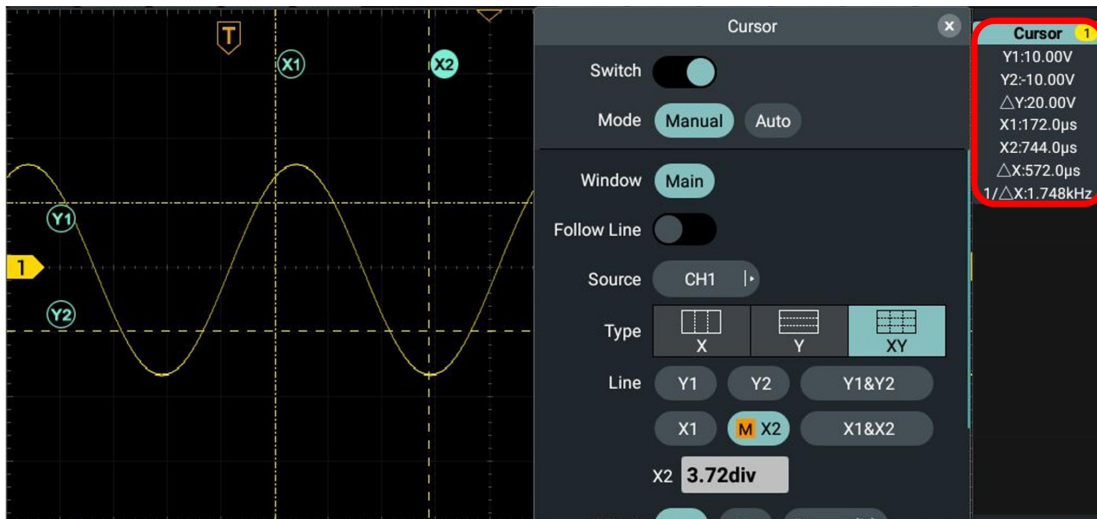 T
X1
X2
Y1
1
Y2
Cursor x
Switch
Mode Manual Auto
Window Main
Follow Line
Source CH1
Type X Y XY
Line Y1 Y2 Y1&Y2
X1 M X2 X1&X2
X2 3.72div
Cursor 1
Y1:10.00V
Y2:-10.00V
△Y:20.00V
X1:172.0μs
X2:744.0μs
△X:572.0μs
1/△X:1.748kHz